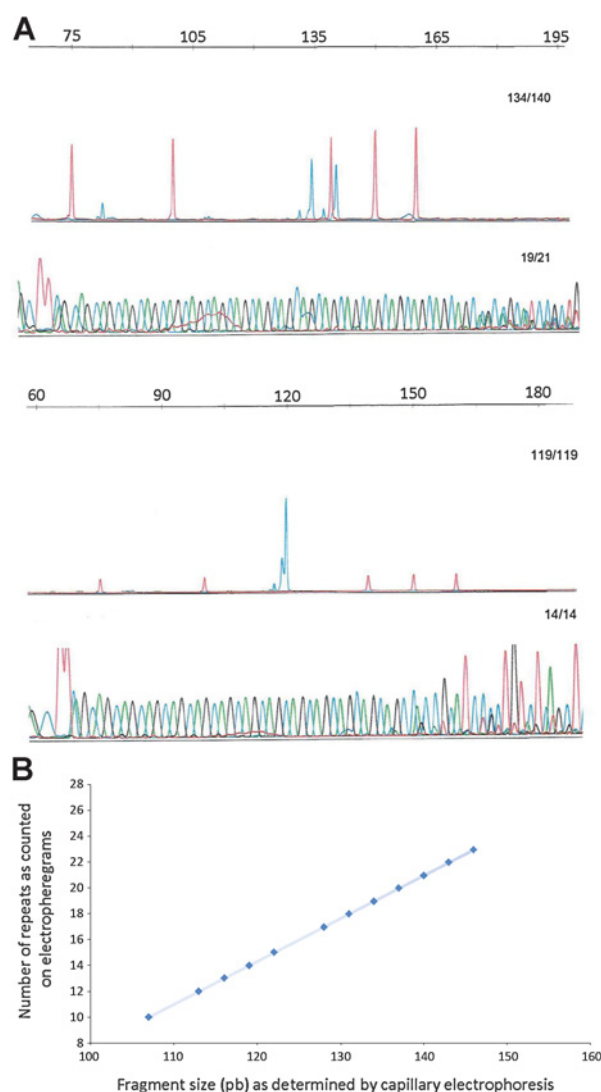 A
75 105 135 165 195
134/140
19/21
60 90 120 150 180
119/119
14/14
B
28
26
24
22
20
18
16
14
12
10
8
Number of repeats as counted
on electropheregrams
100 110 120 130 140 150 160
Fragment size (pb) as determined by capillary electrophoresis